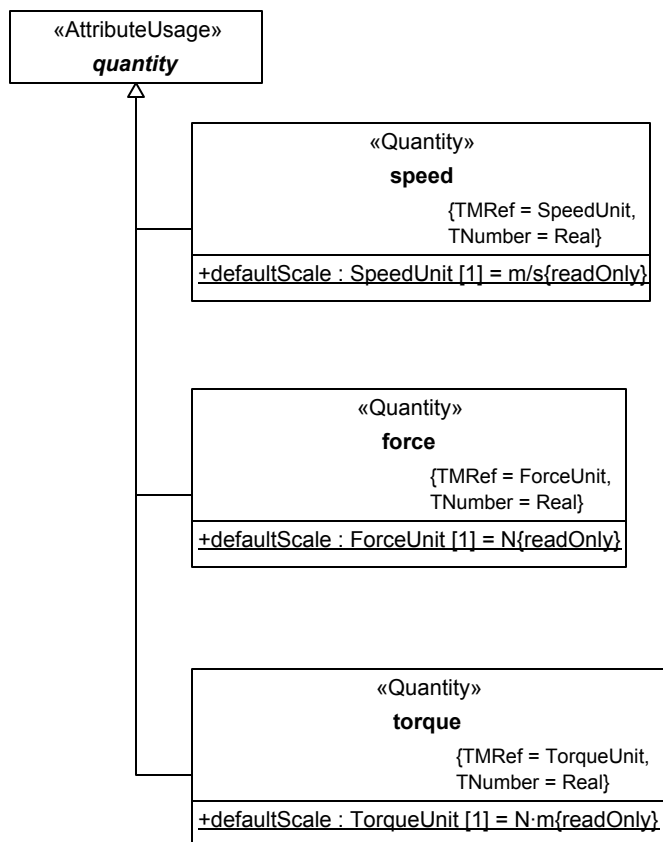 «AttributeUsage»
quantity
«Quantity»
speed
{TMRef = SpeedUnit,
TNumber = Real}
+defaultScale : SpeedUnit [1] = m/s{readOnly}
«Quantity»
force
{TMRef = ForceUnit,
TNumber = Real}
+defaultScale : ForceUnit [1] = N{readOnly}
«Quantity»
torque
{TMRef = TorqueUnit,
TNumber = Real}
+defaultScale : TorqueUnit [1] = N·m{readOnly}